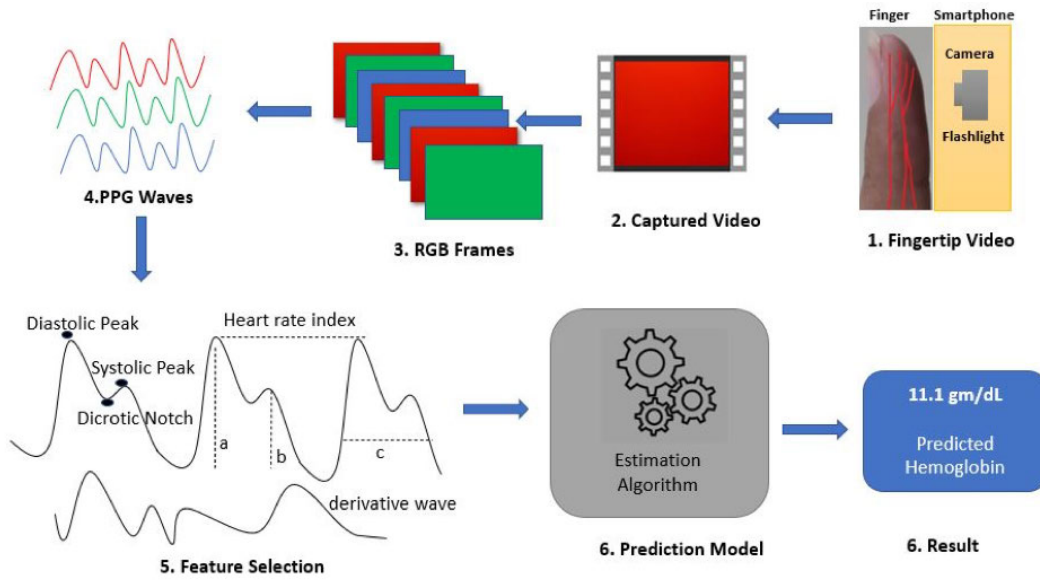 Finger
Smartphone
Camera
Flashlight
1. Fingertip Video
2. Captured Video
3. RGB Frames
4.PPG Waves
Diastolic Peak
Systolic Peak
Dicrotic Notch
Heart rate index
a
b
c
derivative wave
5. Feature Selection
Estimation
Algorithm
6. Prediction Model
11.1 gm/dL
Predicted
Hemoglobin
6. Result